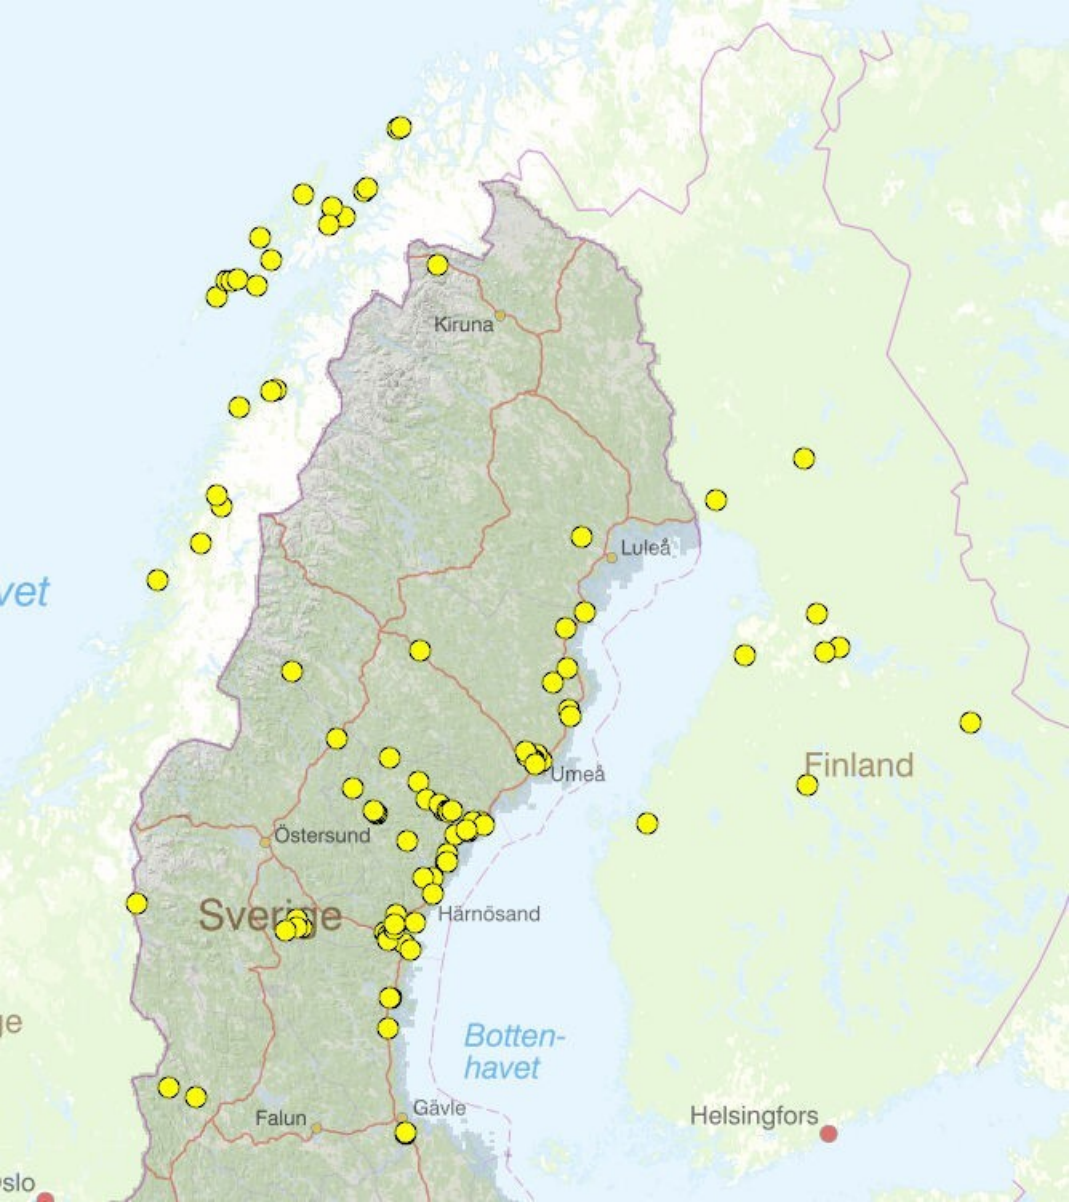 Kiruna
Luleå
vet
Umeå
Finland
Östersund
Sverige
Härnösand
ge
Botten-
havet
Falun
Gävle
Helsingfors
slo